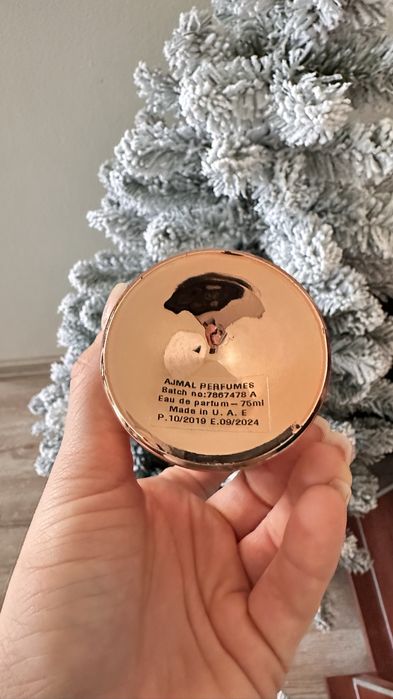 AJMAL PERFUMES
Batch no:7867478 A
Eau de parfum – 75ml
Made in U. A. E
P.10/2019 E.09/2024